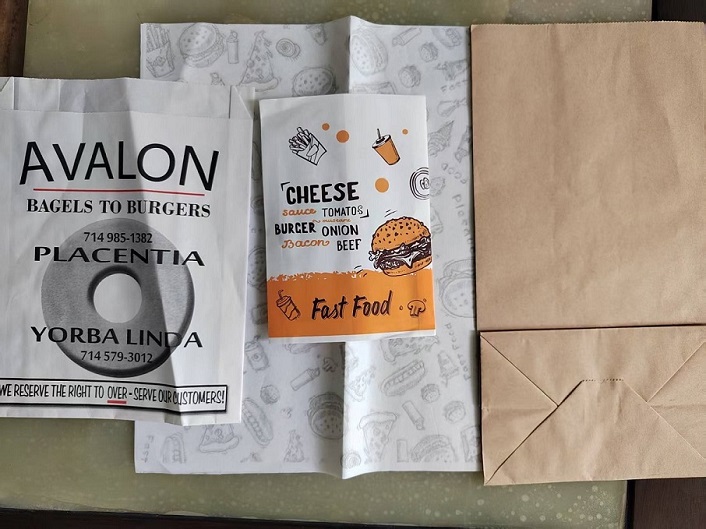 AVALON
BAGELS TO BURGERS
714 985-1382
PLACENTIA
YORBA LINDA
714 579-3012
WE RESERVE THE RIGHT TO OVER-SERVE OUR CUSTOMERS!
CHEESE
sauce TOMATOS
BURGER ONION
Bacon BEEF
Fast Food